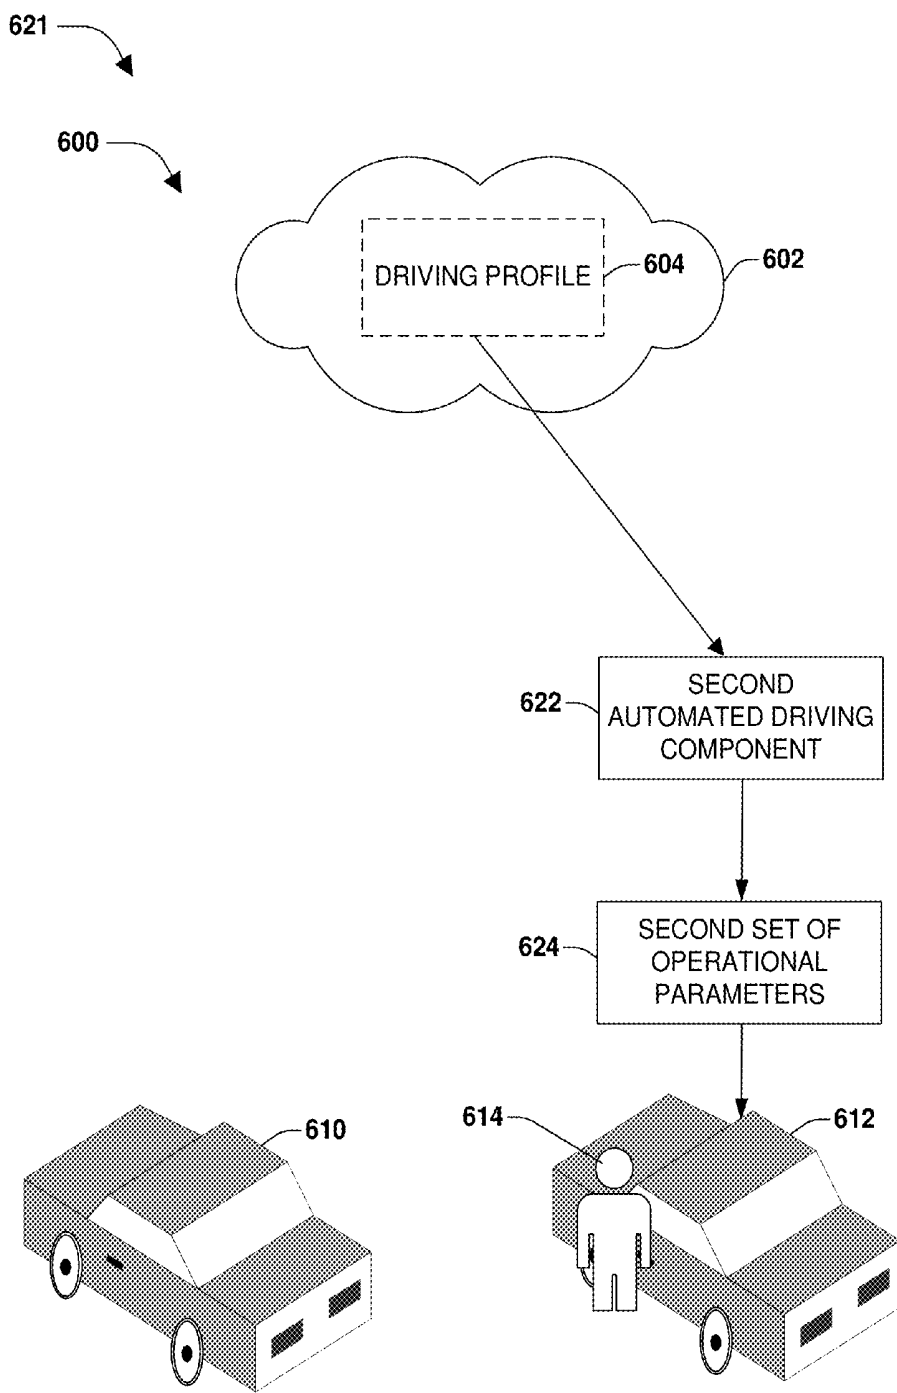 621
600
DRIVING PROFILE
604
602
622
SECOND
AUTOMATED DRIVING
COMPONENT
624
SECOND SET OF
OPERATIONAL
PARAMETERS
610
614
612